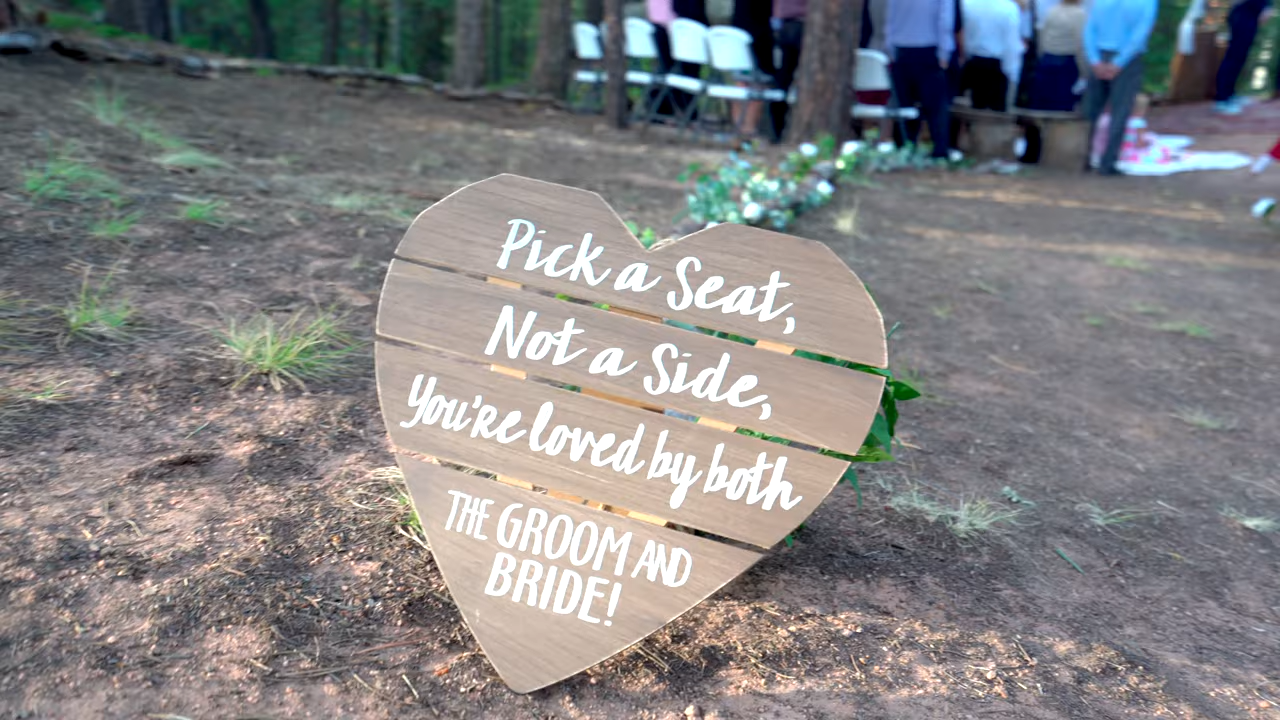 Pick a Seat,
Not a Side,
You're loved by both
THE GROOM AND
BRIDE!